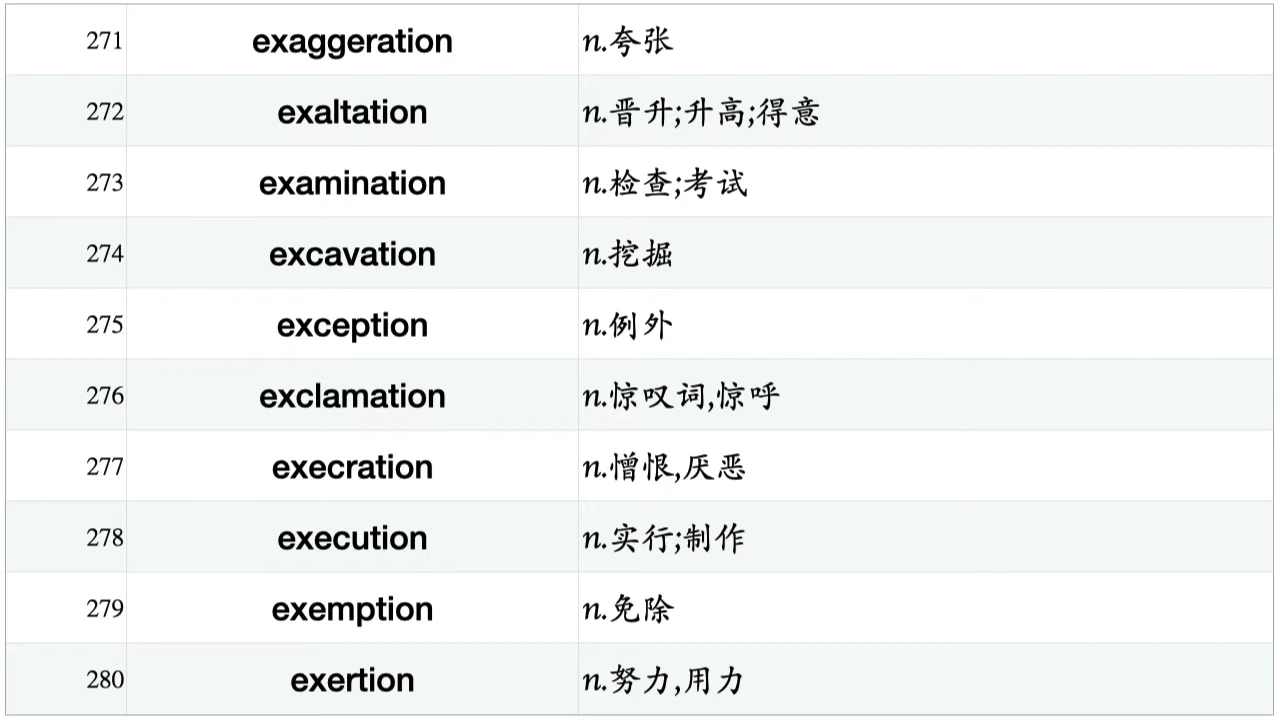 271 exaggeration n.夸张
272 exaltation n.晋升;升高;得意
273 examination n.检查;考试
274 excavation n.挖掘
275 exception n.例外
276 exclamation n.惊叹词,惊呼
277 execration n.憎恨,厌恶
278 execution n.实行;制作
279 exemption n.免除
280 exertion n.努力,用力